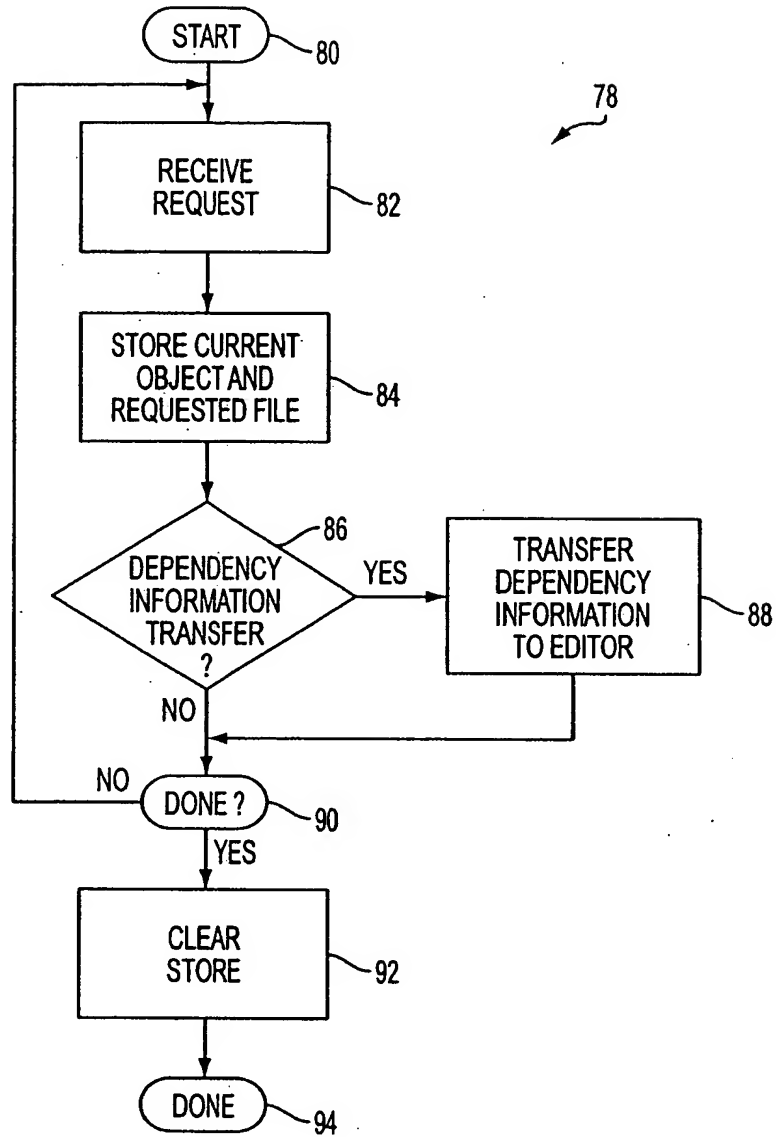 START
80
78
RECEIVE
REQUEST
82
STORE CURRENT
OBJECT AND
REQUESTED FILE
84
86
DEPENDENCY
INFORMATION
TRANSFER
?
YES
TRANSFER
DEPENDENCY
INFORMATION
TO EDITOR
88
NO
NO
DONE ?
90
YES
CLEAR
STORE
92
DONE
94